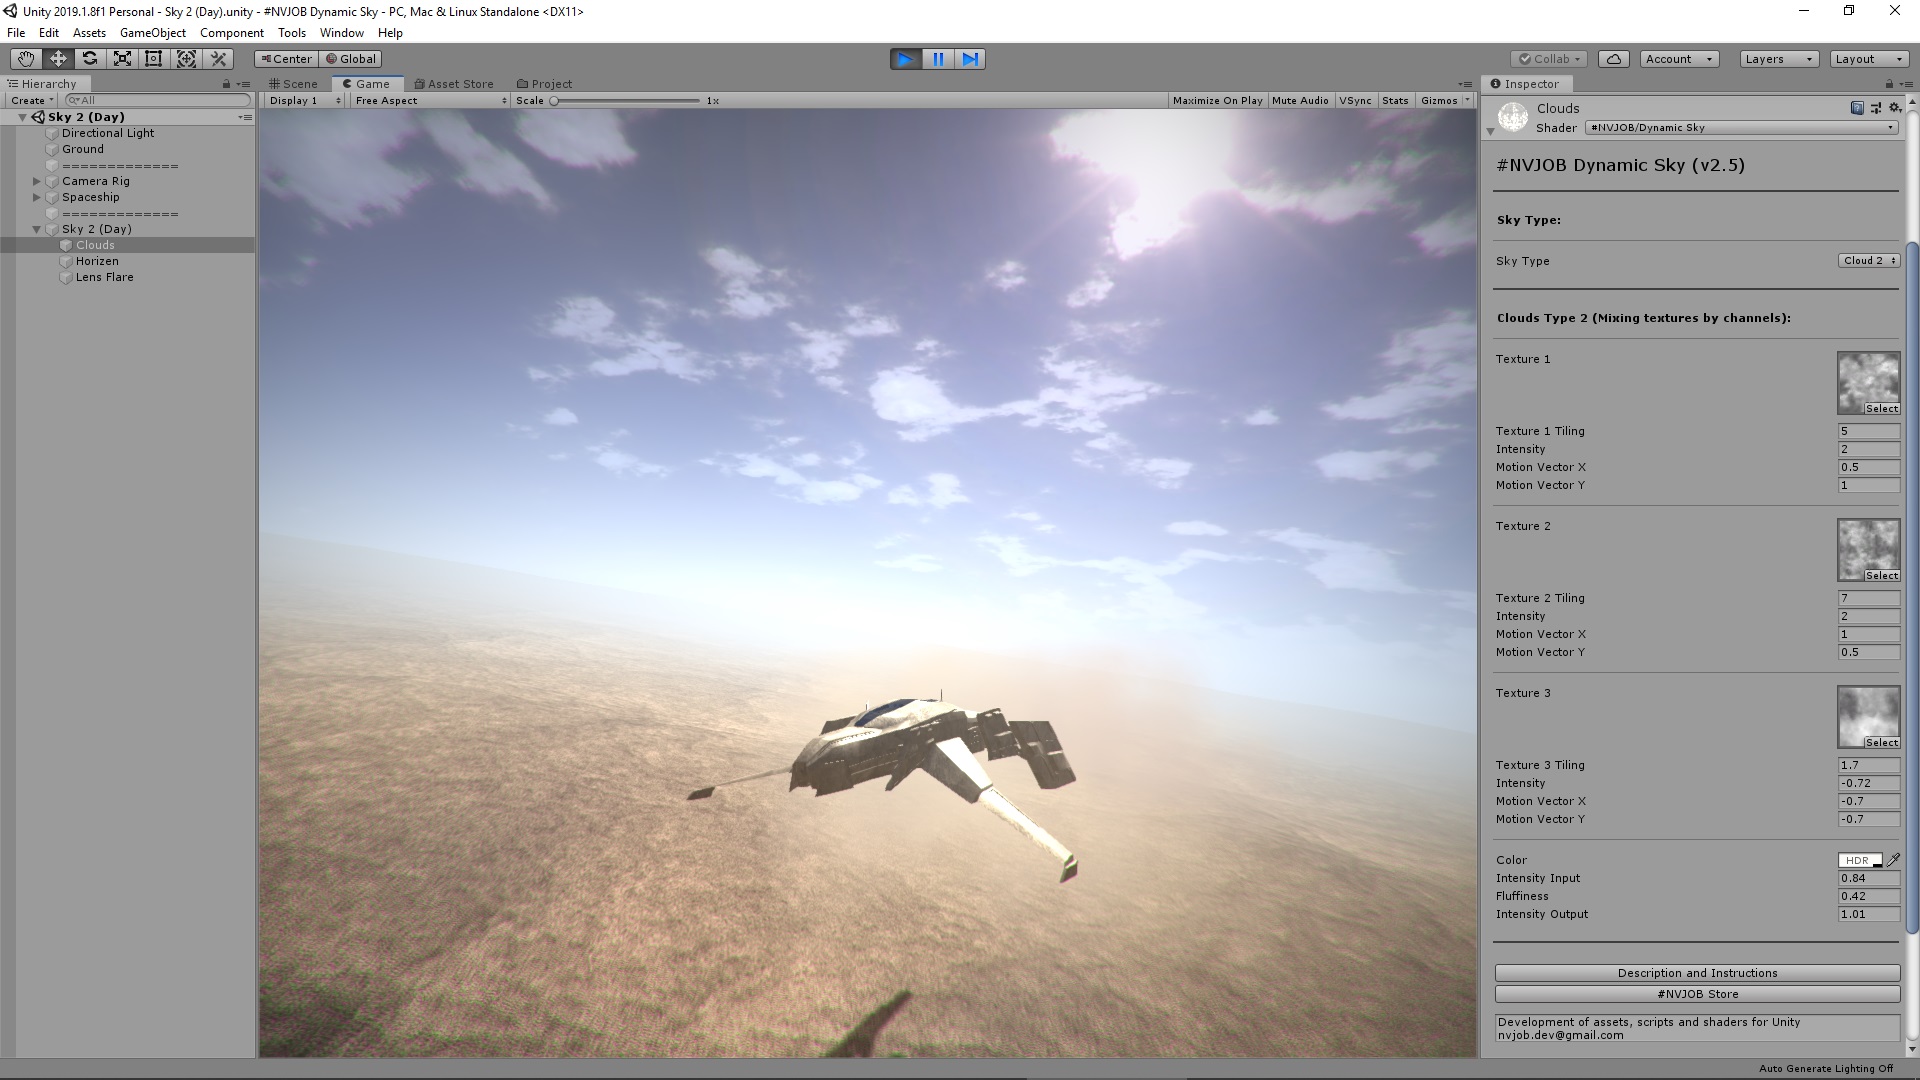 Unity 2019.1.8f1 Personal - Sky 2 (Day).unity - #NVJOB Dynamic Sky - PC, Mac & Linux Standalone <DX11>
File Edit Assets GameObject Component Tools Window Help
Center Global Collab Account Layers Layout
Hierarchy Scene Game Asset Store Project Inspector
Create All Display 1 Free Aspect Scale 1x Maximize On Play Mute Audio VSync Stats Gizmos
Sky 2 (Day)
Directional Light
Ground
=============
Camera Rig
Spaceship
=============
Sky 2 (Day)
Clouds
Horizen
Lens Flare
Clouds
Shader #NVJOB/Dynamic Sky
#NVJOB Dynamic Sky (v2.5)
Sky Type:
Sky Type Cloud 2
Clouds Type 2 (Mixing textures by channels):
Texture 1
Select
Texture 1 Tiling 5
Intensity 2
Motion Vector X 0.5
Motion Vector Y 1
Texture 2
Select
Texture 2 Tiling 7
Intensity 2
Motion Vector X 1
Motion Vector Y 0.5
Texture 3
Select
Texture 3 Tiling 1.7
Intensity -0.72
Motion Vector X -0.7
Motion Vector Y -0.7
Color HDR
Intensity Input 0.84
Fluffiness 0.42
Intensity Output 1.01
Description and Instructions
#NVJOB Store
Development of assets, scripts and shaders for Unity
nvjob.dev@gmail.com
Auto Generate Lighting Off